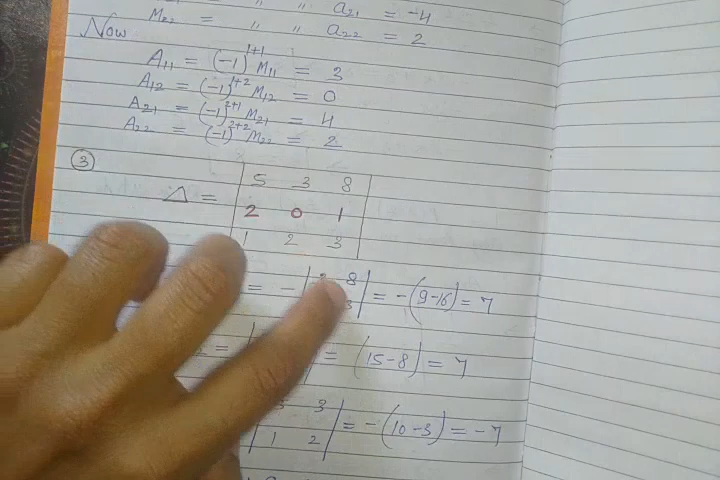 " " a₂₁ = -4
M₂₂ = " " a₂₂ = 2
Now
A₁₁ = (-1)¹⁺¹ M₁₁ = 3
A₁₂ = (-1)¹⁺² M₁₂ = 0
A₂₁ = (-1)²⁺¹ M₂₁ = 4
A₂₂ = (-1)²⁺² M₂₂ = 2
③
5 3 8
Δ =
2 0 1
1 2 3
= - | 8
3 | = -(9-16) = 7
= | = (15-8) = 7
3
| 1 2 | = -(10-3) = -7